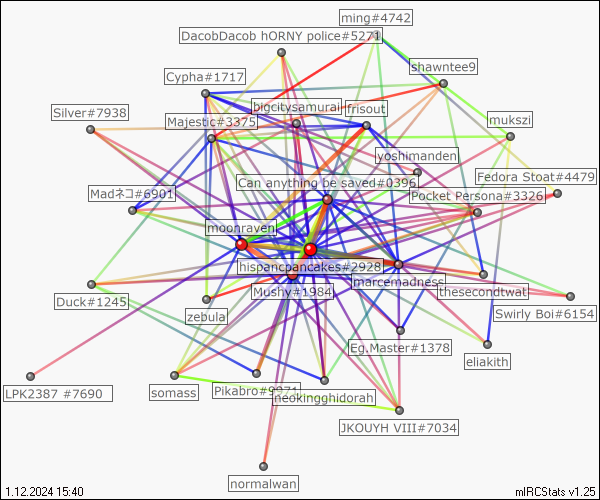 ming#4742
DacobDacob hORNY police#5271
shawntee9
Cypha#1717
bigcitysamurai
frisout
Silver#7938
Majestic#3375
mukszi
yoshimanden
Fedora Stoat#4479
Can anything be saved#0396
Madネコ#6901
Pocket Persona#3326
moonraven
hispancpancakes#2928
marcemadness
Mushy#1984
thesecondtwat
Duck#1245
zebula
Swirly Boi#6154
Eg.Master#1378
eliakith
LPK2387 #7690
somass
Pikabro#9971
neokingghidorah
JKOUYH VIII#7034
normalwan
1.12.2024 15:40
mIRCStats v1.25